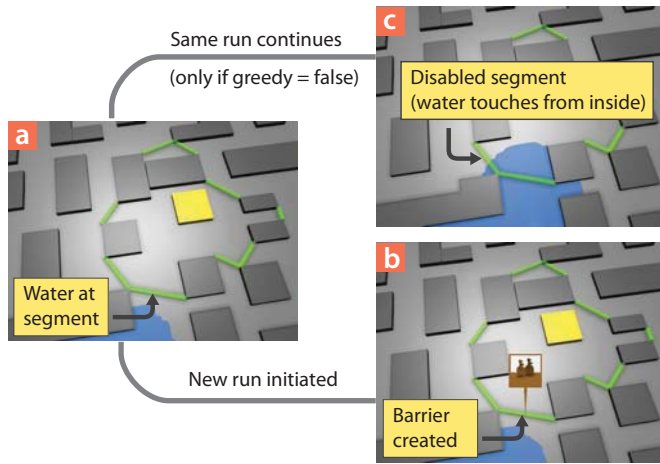 Same run continues
(only if greedy = false)
c
Disabled segment
(water touches from inside)
a
Water at
segment
b
New run initiated
Barrier
created